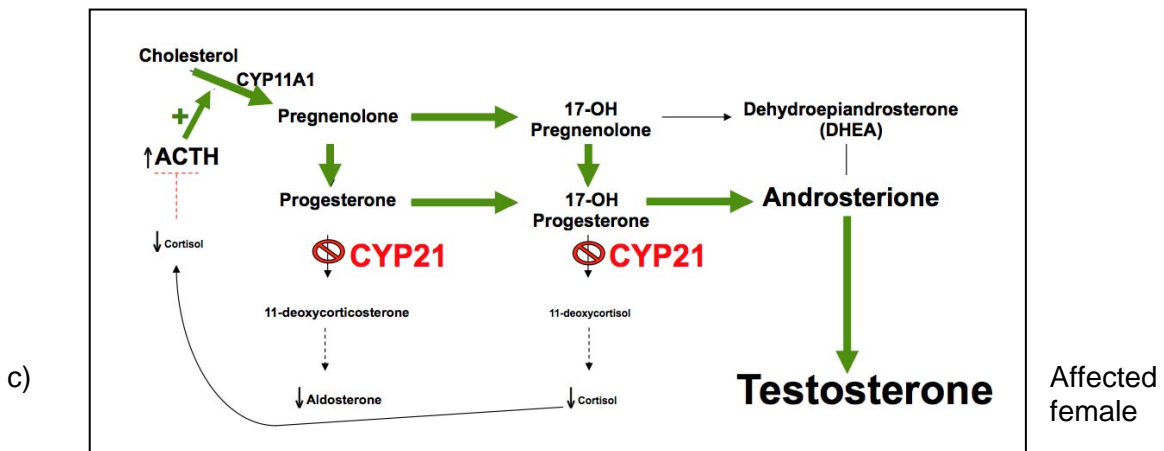 Cholesterol
CYP11A1
+
Pregnenolone
17-OH
Pregnenolone
Dehydroepiandrosterone
(DHEA)
↑ACTH
Progesterone
17-OH
Progesterone
Androsterione
↓ Cortisol
CYP21
CYP21
11-deoxycorticosterone
11-deoxycortisol
c)
↓ Aldosterone
↓ Cortisol
Testosterone
Affected
female